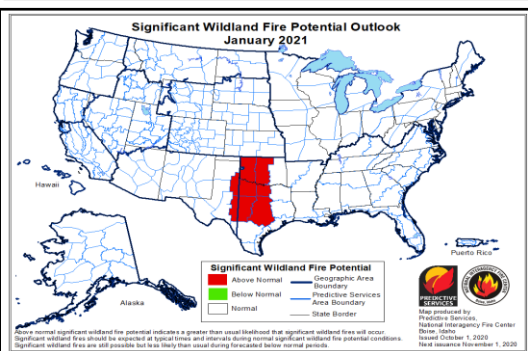 Significant Wildland Fire Potential Outlook
January 2021
Hawaii
Alaska
Puerto Rico
Significant Wildland Fire Potential
Above Normal
Below Normal
Normal
Geographic Area
Boundary
Predictive Services
Area Boundary
State Border
PREDICTIVE
SERVICES
Map produced by
Predictive Services,
National Interagency Fire Center
Boise, Idaho
Issued October 1, 2020
Next issuance November 1, 2020
Above normal significant wildland fire potential indicates a greater than usual likelihood that significant wildland fires will occur.
Significant wildland fires should be expected at typical times and intervals during normal significant wildland fire potential conditions.
Significant wildland fires are still possible but less likely than usual during forecasted below normal periods.